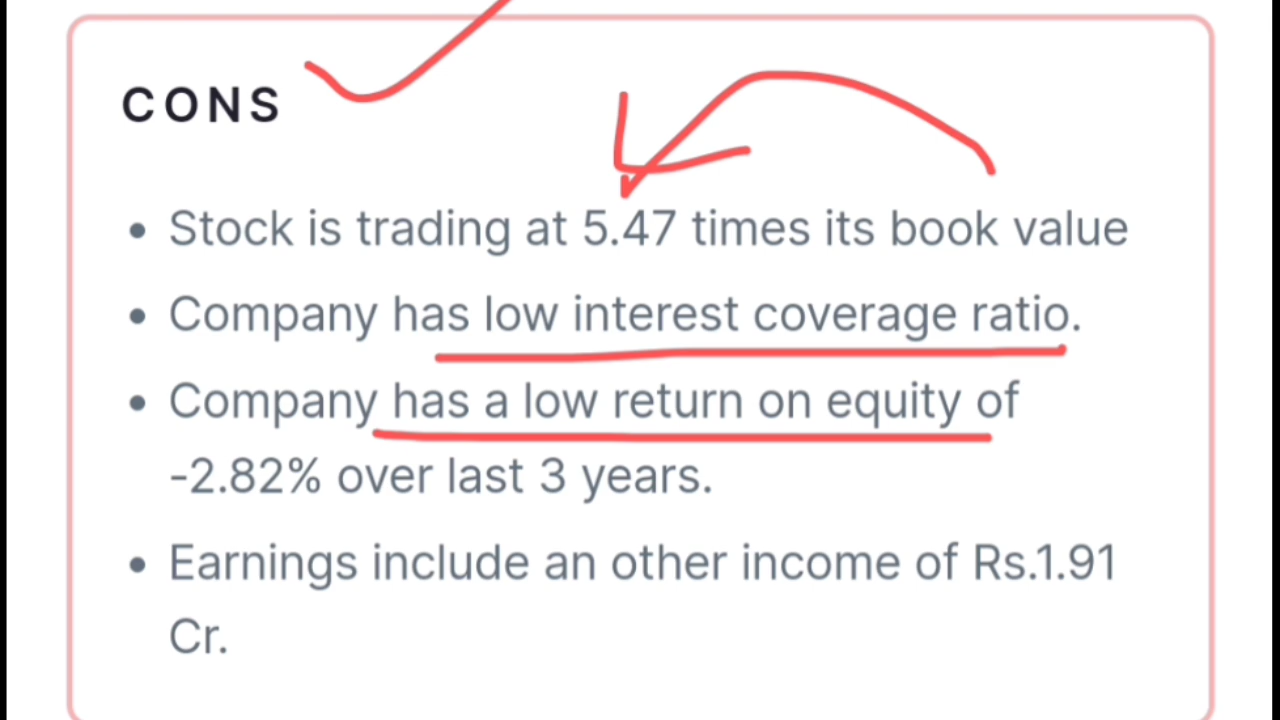 CONS
• Stock is trading at 5.47 times its book value
• Company has low interest coverage ratio.
• Company has a low return on equity of
-2.82% over last 3 years.
• Earnings include an other income of Rs.1.91
Cr.